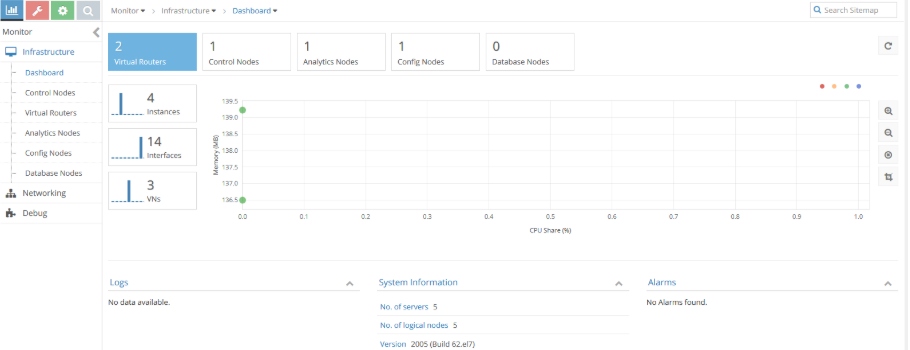 Monitor Infrastructure Dashboard Search Sitemap
Monitor
Infrastructure
Dashboard
Control Nodes
Virtual Routers
Analytics Nodes
Config Nodes
Database Nodes
Networking
Debug
2
Virtual Routers
1
Control Nodes
1
Analytics Nodes
1
Config Nodes
0
Database Nodes
4
Instances
14
Interfaces
3
VNs
Memory (MB)
139.5
139.0
138.5
138.0
137.5
137.0
136.5
0.0 0.1 0.2 0.3 0.4 0.5 0.6 0.7 0.8 0.9 1.0
CPU Share (%)
Logs
No data available.
System Information
No. of servers 5
No. of logical nodes 5
Version 2005 (Build 62.el7)
Alarms
No Alarms found.